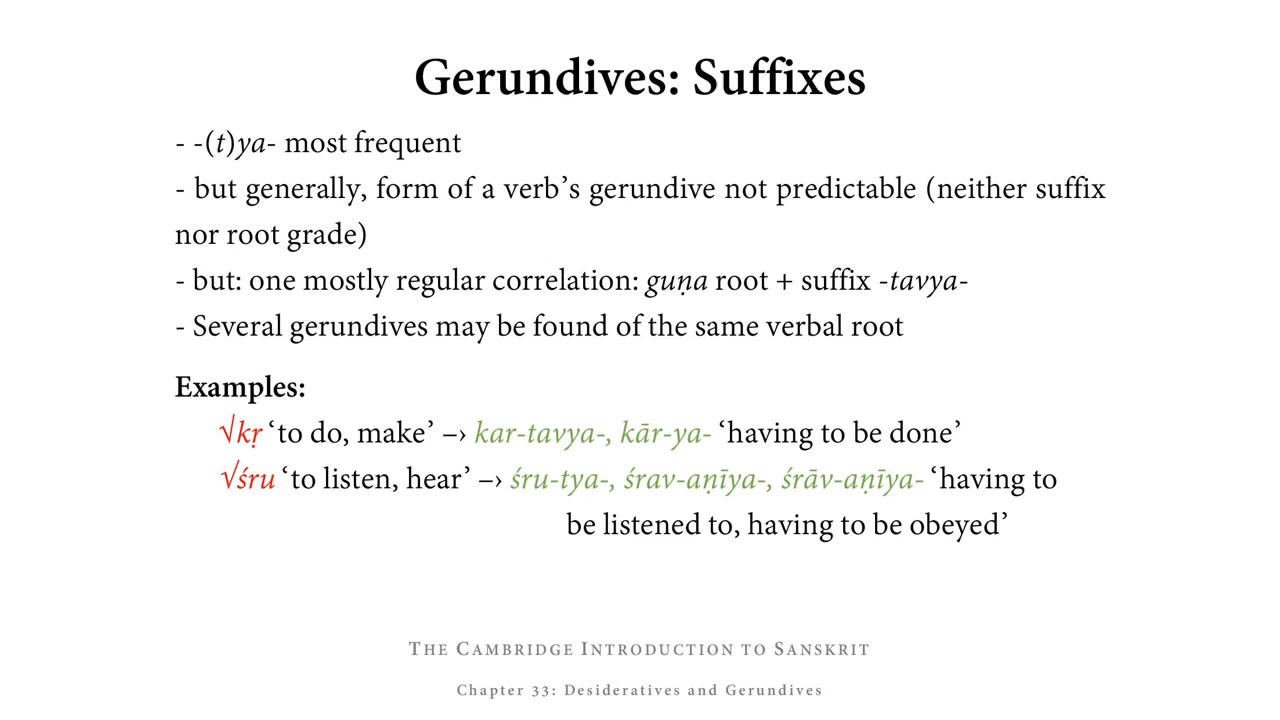 Gerundives: Suffixes
- -(t)ya- most frequent
- but generally, form of a verb’s gerundive not predictable (neither suffix
nor root grade)
- but: one mostly regular correlation: guṇa root + suffix -tavya-
- Several gerundives may be found of the same verbal root
Examples:
√kṛ ‘to do, make’ –› kar-tavya-, kār-ya- ‘having to be done’
√śru ‘to listen, hear’ –› śru-tya-, śrav-aṇīya-, śrāv-aṇīya- ‘having to
be listened to, having to be obeyed’
The Cambridge Introduction to Sanskrit
Chapter 33: Desideratives and Gerundives